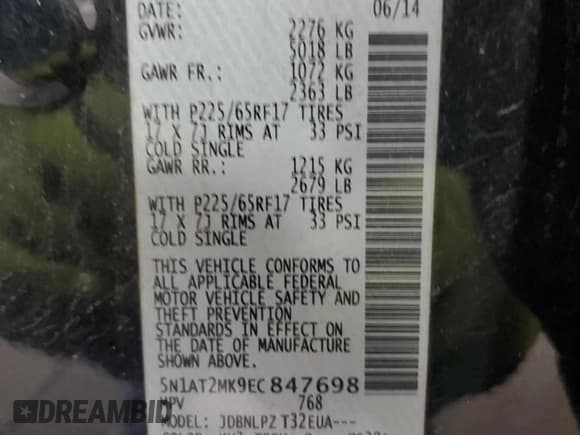 DATE: 06/14
GVWR: 2276 KG
5018 LB
GAWR FR.: 1072 KG
2363 LB
WITH P225/65RF17 TIRES
17 X 7J RIMS AT 33 PSI
COLD SINGLE
GAWR RR.: 1215 KG
2679 LB
WITH P225/65RF17 TIRES
17 X 7J RIMS AT 33 PSI
COLD SINGLE
THIS VEHICLE CONFORMS TO
ALL APPLICABLE FEDERAL
MOTOR VEHICLE SAFETY AND
THEFT PREVENTION
STANDARDS IN EFFECT ON
THE DATE OF MANUFACTURE
SHOWN ABOVE.
5N1AT2MK9EC847698
MPV 768
MODEL: JDBNLPZ T32EUA---
DREAMBID